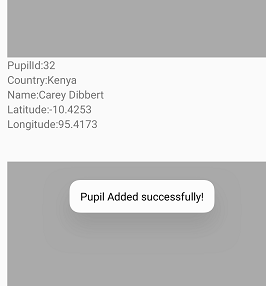 PupilId:32
Country:Kenya
Name:Carey Dibbert
Latitude:-10.4253
Longitude:95.4173
Pupil Added successfully!